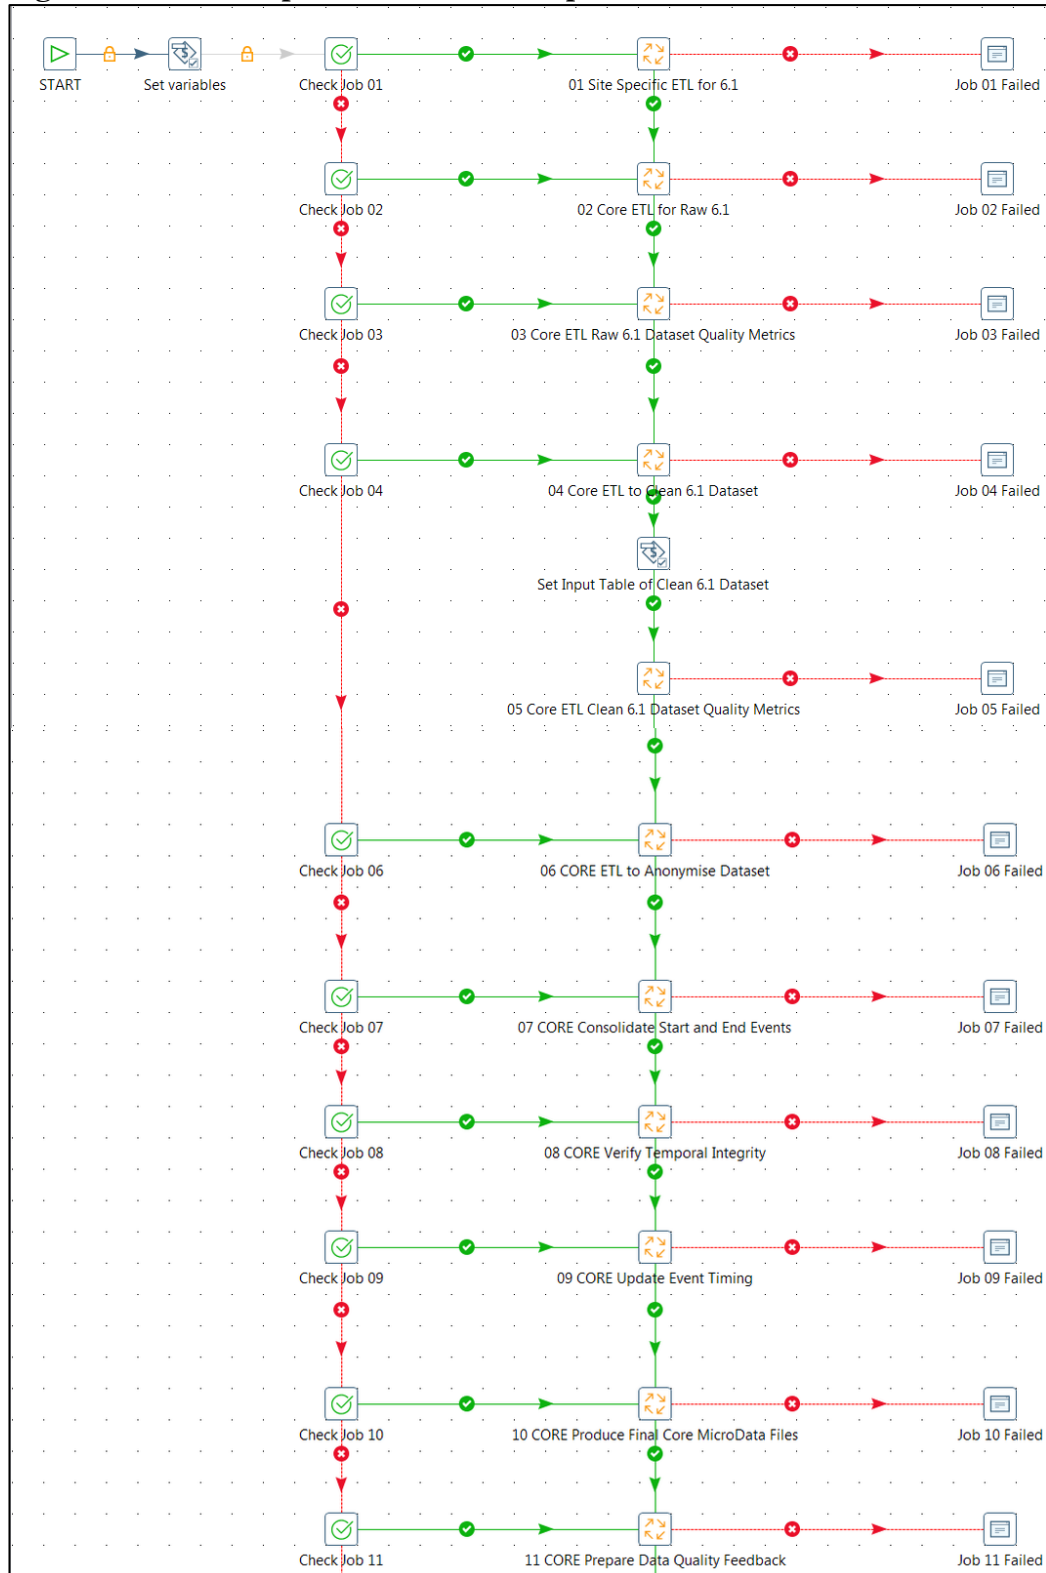 START
Set variables
Check Job 01
01 Site Specific ETL for 6.1
Job 01 Failed
Check Job 02
02 Core ETL for Raw 6.1
Job 02 Failed
Check Job 03
03 Core ETL Raw 6.1 Dataset Quality Metrics
Job 03 Failed
Check Job 04
04 Core ETL to Clean 6.1 Dataset
Job 04 Failed
Set Input Table of Clean 6.1 Dataset
05 Core ETL Clean 6.1 Dataset Quality Metrics
Job 05 Failed
Check Job 06
06 CORE ETL to Anonymise Dataset
Job 06 Failed
Check Job 07
07 CORE Consolidate Start and End Events
Job 07 Failed
Check Job 08
08 CORE Verify Temporal Integrity
Job 08 Failed
Check Job 09
09 CORE Update Event Timing
Job 09 Failed
Check Job 10
10 CORE Produce Final Core MicroData Files
Job 10 Failed
Check Job 11
11 CORE Prepare Data Quality Feedback
Job 11 Failed